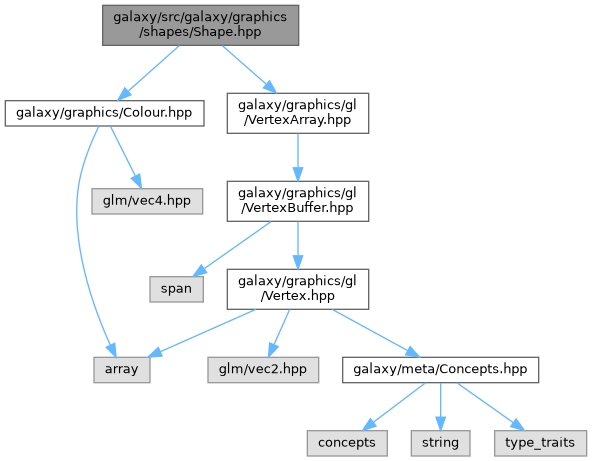 galaxy/src/galaxy/graphics
/shapes/Shape.hpp
galaxy/graphics/Colour.hpp
galaxy/graphics/gl
/VertexArray.hpp
glm/vec4.hpp
galaxy/graphics/gl
/VertexBuffer.hpp
span
galaxy/graphics/gl
/Vertex.hpp
array
glm/vec2.hpp
galaxy/meta/Concepts.hpp
concepts
string
type_traits